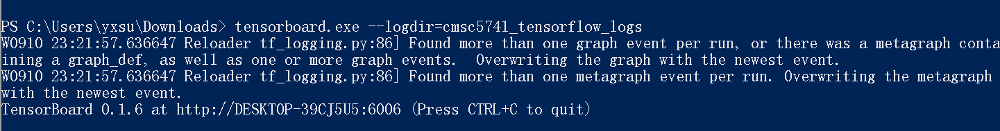 PS C:\Users\yxsu\Downloads> tensorboard.exe --logdir=cmsc5741_tensorflow_logs
W0910 23:21:57.636647 Reloader tf_logging.py:86] Found more than one graph event per run, or there was a metagraph conta
ining a graph_def, as well as one or more graph events.  Overwriting the graph with the newest event.
W0910 23:21:57.636647 Reloader tf_logging.py:86] Found more than one metagraph event per run. Overwriting the metagraph
with the newest event.
TensorBoard 0.1.6 at http://DESKTOP-39CJ5U5:6006 (Press CTRL+C to quit)